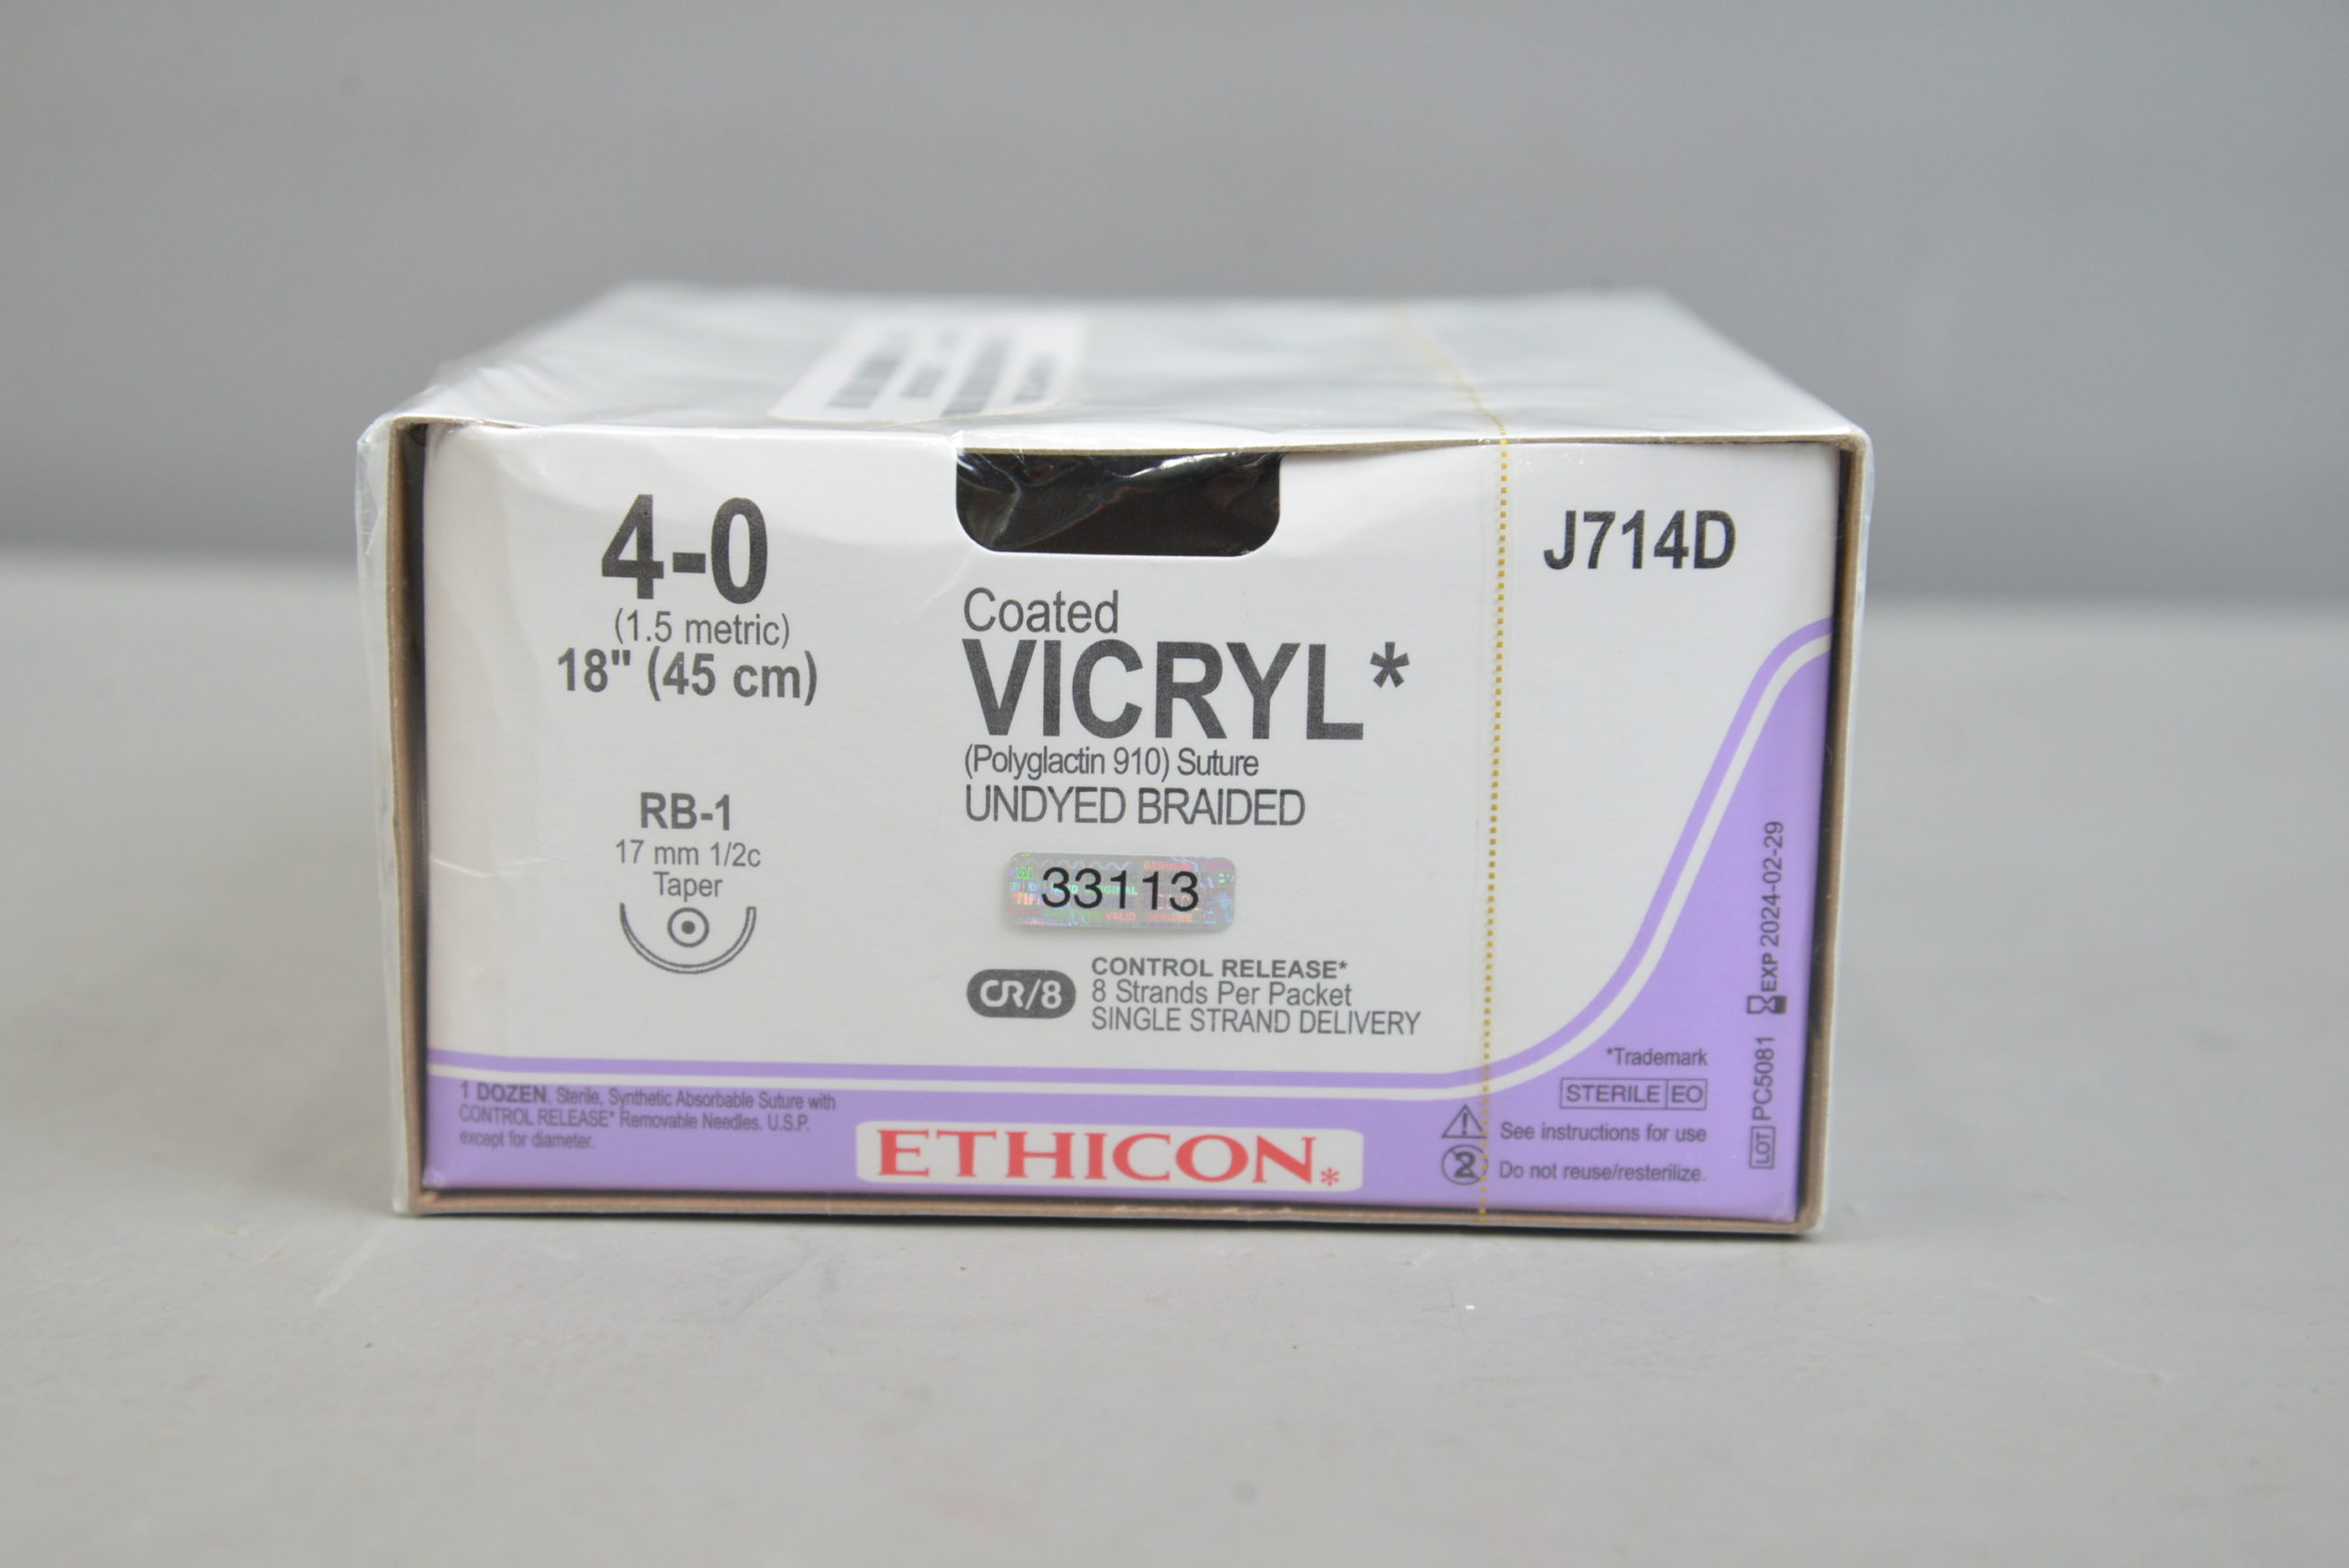 4-0
(1.5 metric)
18" (45 cm)
RB-1
17 mm 1/2c
Taper
Coated
VICRYL*
(Polyglactin 910) Suture
UNDYED BRAIDED
33113
CR/8
CONTROL RELEASE*
8 Strands Per Packet
SINGLE STRAND DELIVERY
J714D
1 DOZEN, Sterile, Synthetic Absorbable Suture with
CONTROL RELEASE* Removable Needles. U.S.P.
except for diameter.
ETHICON*
*Trademark
STERILE EO
See instructions for use
2 Do not reuse/resterilize.
LOT PC5081 EXP 2024-02-29